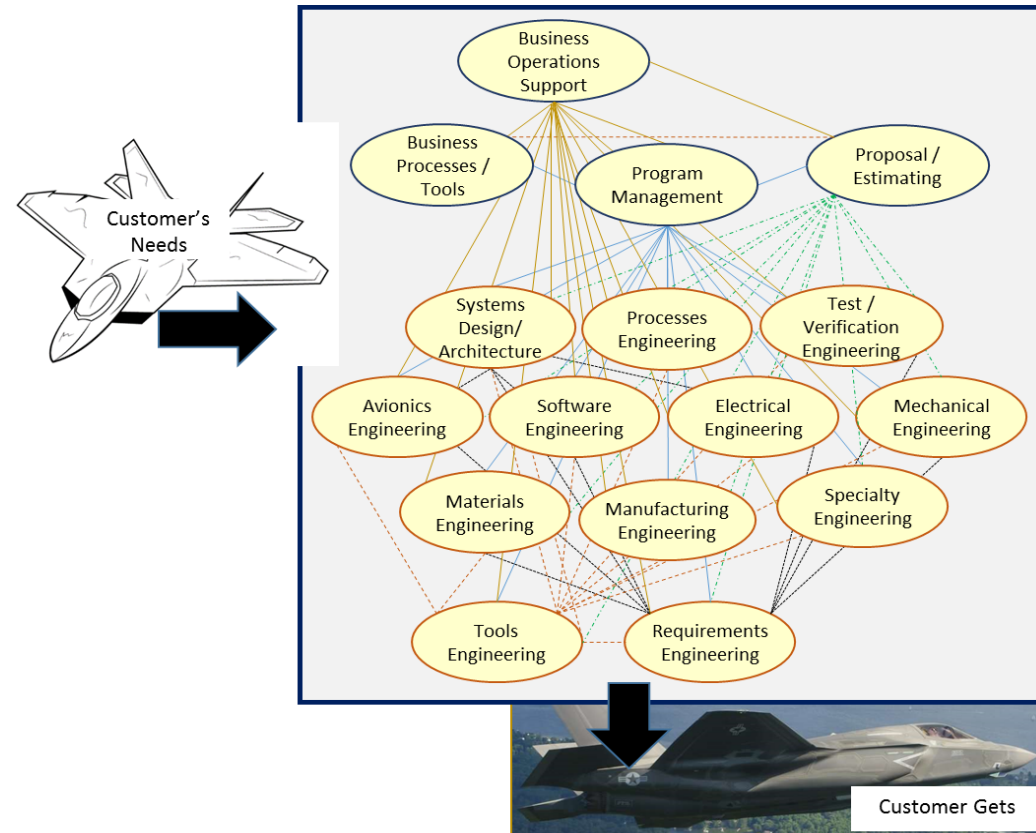 Business
Operations
Support
Business
Processes /
Tools
Program
Management
Proposal /
Estimating
Customer's
Needs
Systems
Design/
Architecture
Processes
Engineering
Test /
Verification
Engineering
Avionics
Engineering
Software
Engineering
Electrical
Engineering
Mechanical
Engineering
Materials
Engineering
Manufacturing
Engineering
Specialty
Engineering
Tools
Engineering
Requirements
Engineering
Customer Gets